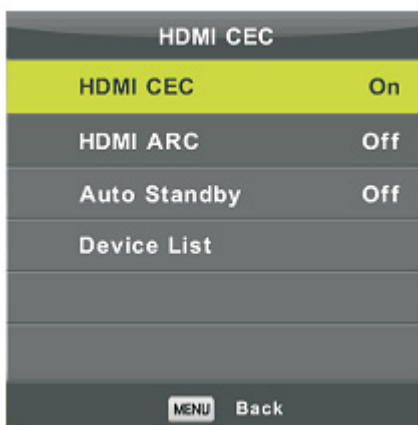 HDMI CEC
HDMI CEC On
HDMI ARC Off
Auto Standby Off
Device List
MENU Back